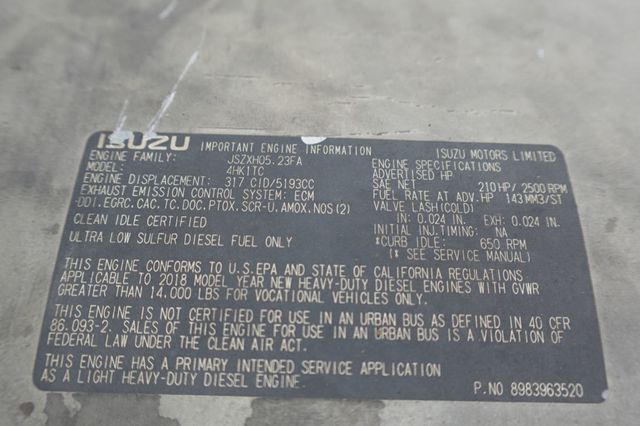 ISUZU IMPORTANT ENGINE INFORMATION ISUZU MOTORS LIMITED
ENGINE FAMILY: JSZXH05.23FA
MODEL: 4HK1TC
ENGINE DISPLACEMENT: 317 CID/5193CC
EXHAUST EMISSION CONTROL SYSTEM: ECM
-DDI.EGRC.CAC.TC.DOC.PTOX.SCR-U.AMOX.NOS(2)
CLEAN IDLE CERTIFIED
ULTRA LOW SULFUR DIESEL FUEL ONLY
ENGINE SPECIFICATIONS
ADVERTISED HP
SAE NET 210HP/2500RPM
FUEL RATE AT ADV.HP 143MM3/ST
VALVE LASH(COLD)
IN: 0.024 IN. EXH: 0.024 IN.
INITIAL INJ.TIMING: NA
*CURB IDLE: 650 RPM
(* SEE SERVICE MANUAL)
THIS ENGINE CONFORMS TO U.S.EPA AND STATE OF CALIFORNIA REGULATIONS
APPLICABLE TO 2018 MODEL YEAR NEW HEAVY-DUTY DIESEL ENGINES WITH GVWR
GREATER THAN 14.000 LBS FOR VOCATIONAL VEHICLES ONLY.
THIS ENGINE IS NOT CERTIFIED FOR USE IN AN URBAN BUS AS DEFINED IN 40 CFR
86.093-2. SALES OF THIS ENGINE FOR USE IN AN URBAN BUS IS A VIOLATION OF
FEDERAL LAW UNDER THE CLEAN AIR ACT.
THIS ENGINE HAS A PRIMARY INTENDED SERVICE APPLICATION
AS A LIGHT HEAVY-DUTY DIESEL ENGINE.
P.NO 8983963520